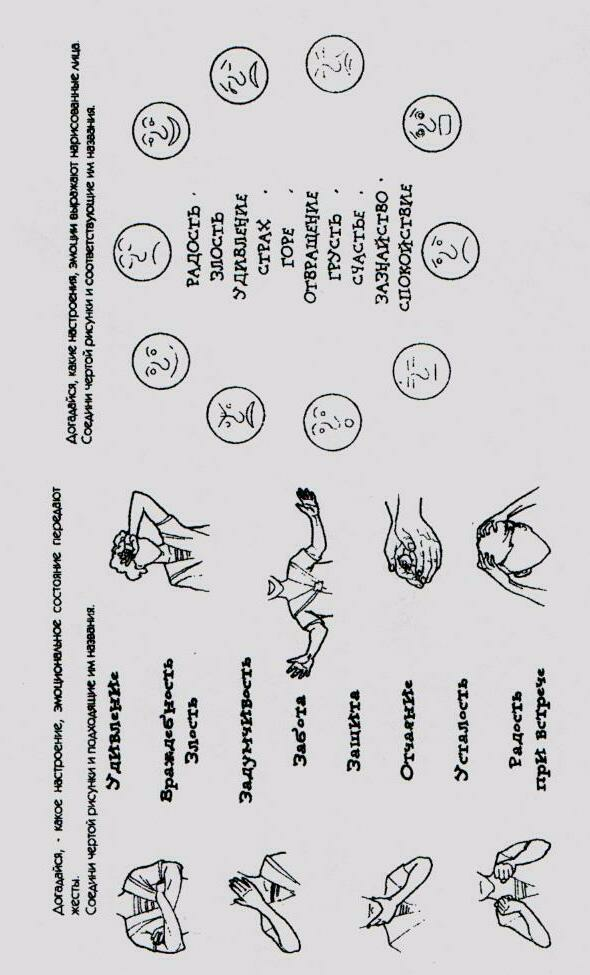 Догадайся, - какое настроение, эмоциональное состояние передают
жесты.
Соедини чертой рисунки и подходящие им названия.
Удивление
Враждебность
Злость
Задумчивость
Забота
Защита
Отчаяние
Усталость
Радость
при встрече
Догадайся, какие настроения, эмоции выражают нарисованные лица.
Соедини чертой рисунки и соответствующие им названия.
РАДОСТЬ
ЗЛОСТЬ
УДИВЛЕНИЕ
СТРАХ
ГОРЕ
ОТВРАЩЕНИЕ
ГРУСТЬ
СЧАСТЬЕ
ЗАЗНАЙСТВО
СПОКОЙСТВИЕ